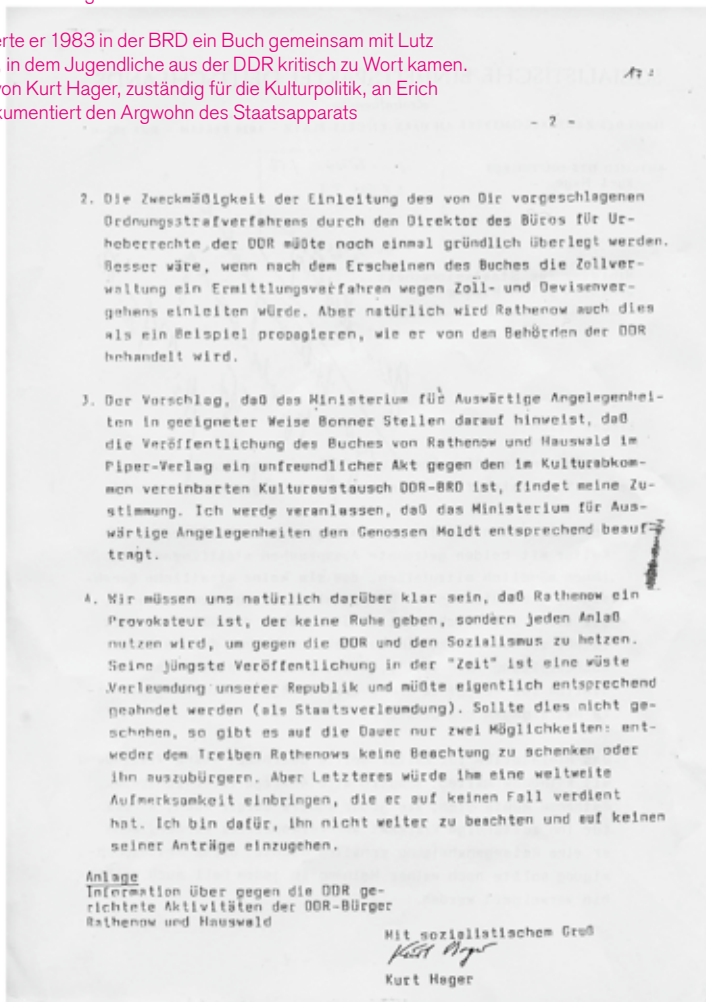 erte er 1983 in der BRD ein Buch gemeinsam mit Lutz
in dem Jugendliche aus der DDR kritisch zu Wort kamen.
von Kurt Hager, zuständig für die Kulturpolitik, an Erich
kumentiert den Argwohn des Staatsapparats
- 2 -
2. Die Zweckmäßigkeit der Einleitung des von Dir vorgeschlagenen
Ordnungsstrafverfahrens durch den Direktor des Büros für Ur-
heberrechte der DDR müßte noch einmal gründlich überlegt werden.
Besser wäre, wenn nach dem Erscheinen des Buches die Zollver-
waltung ein Ermittlungsverfahren wegen Zoll- und Devisenver-
gehens einleiten würde. Aber natürlich wird Rathenow auch dies
als ein Beispiel propagieren, wie er von den Behörden der DDR
behandelt wird.
3. Der Vorschlag, daß das Ministerium für Auswärtige Angelegenhei-
ten in geeigneter Weise Bonner Stellen darauf hinweist, daß
die Veröffentlichung des Buches von Rathenow und Hauswald im
Piper-Verlag ein unfreundlicher Akt gegen den im Kulturabkom-
men vereinbarten Kulturaustausch DDR-BRD ist, findet meine Zu-
stimmung. Ich werde veranlassen, daß das Ministerium für Aus-
wärtige Angelegenheiten den Genossen Moldt entsprechend beauf-
tragt.
4. Wir müssen uns natürlich darüber klar sein, daß Rathenow ein
Provokateur ist, der keine Ruhe geben, sondern jeden Anlaß
nutzen wird, um gegen die DDR und den Sozialismus zu hetzen.
Seine jüngste Veröffentlichung in der "Zeit" ist eine wüste
Verleumdung unserer Republik und müßte eigentlich entsprechend
geahndet werden (als Staatsverleumdung). Sollte dies nicht ge-
schehen, so gibt es auf die Dauer nur zwei Möglichkeiten: ent-
weder dem Treiben Rathenows keine Beachtung zu schenken oder
ihn auszubürgern. Aber Letzteres würde ihm eine weltweite
Aufmerksamkeit einbringen, die er auf keinen Fall verdient
hat. Ich bin dafür, ihn nicht weiter zu beachten und auf keinen
seiner Anträge einzugehen.
Anlage
Information über gegen die DDR ge-
richtete Aktivitäten der DDR-Bürger
Rathenow und Hauswald
Mit sozialistischem Gruß
Kurt Hager
Kurt Hager